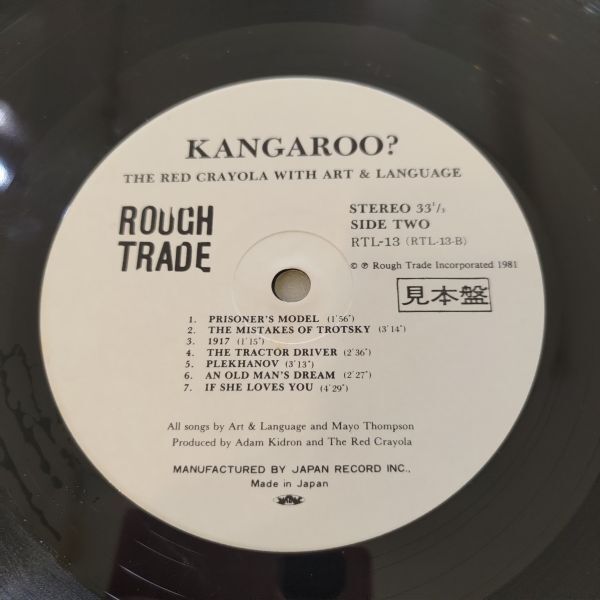 KANGAROO?
THE RED CRAYOLA WITH ART & LANGUAGE
ROUGH
TRADE
STEREO 33⅓
SIDE TWO
RTL-13 (RTL-13-B)
© ℗ Rough Trade Incorporated 1981
見本盤
1. PRISONER'S MODEL (1'56")
2. THE MISTAKES OF TROTSKY (3'14")
3. 1917 (1'15")
4. THE TRACTOR DRIVER (2'36")
5. PLEKHANOV (3'13")
6. AN OLD MAN'S DREAM (2'27")
7. IF SHE LOVES YOU (4'29")
All songs by Art & Language and Mayo Thompson
Produced by Adam Kidron and The Red Crayola
MANUFACTURED BY JAPAN RECORD INC.,
Made in Japan